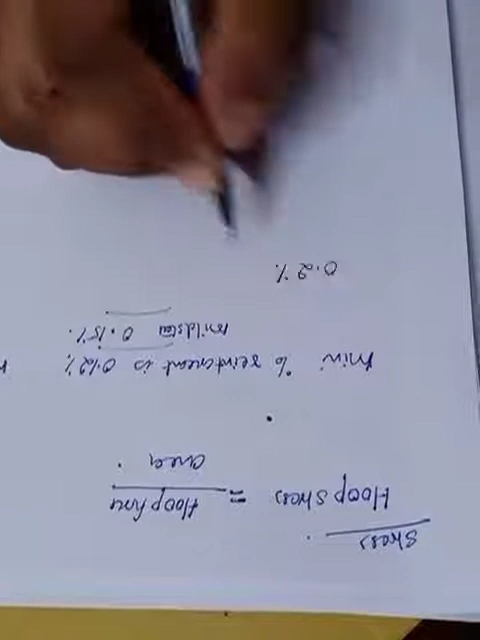 Stress
Hoop stress = Hoop force
area
min % reinforcement is 0.12%
mild steel 0.15%.
0.2%